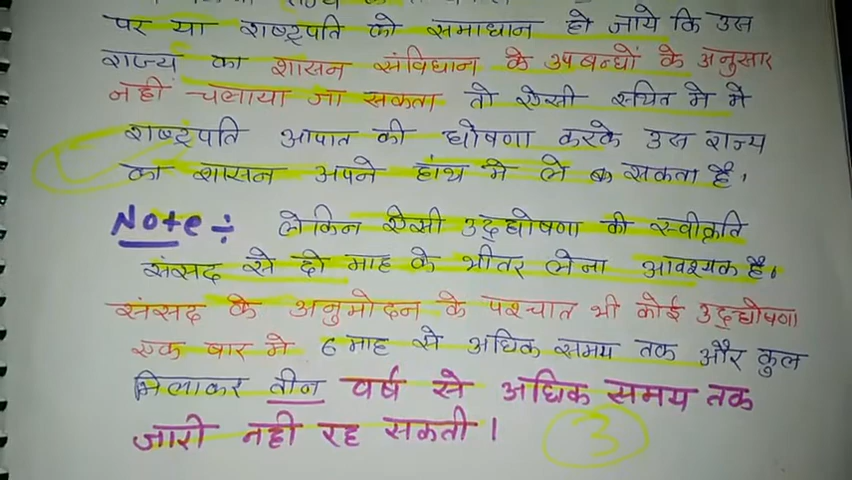 पर या राष्ट्रपति को समाधान हो जाये कि उस
राज्य का शासन संविधान के उपबन्धों के अनुसार
नही चलाया जा सकता तो ऐसी स्थित मे मे
राष्ट्रपति आपात की घोषणा करके उस राज्य
का शासन अपने हांथ मे ले सकता है।
Note ÷ लेकिन ऐसी उद्घोषणा की स्वीकृति
संसद से दो माह के भीतर लेना आवश्यक है।
संसद के अनुमोदन के पश्चात भी कोई उद्घोषणा
एक बार मे 6 माह से अधिक समय तक और कुल
मिलाकर तीन वर्ष से अधिक समय तक
जारी नही रह सकती।
3